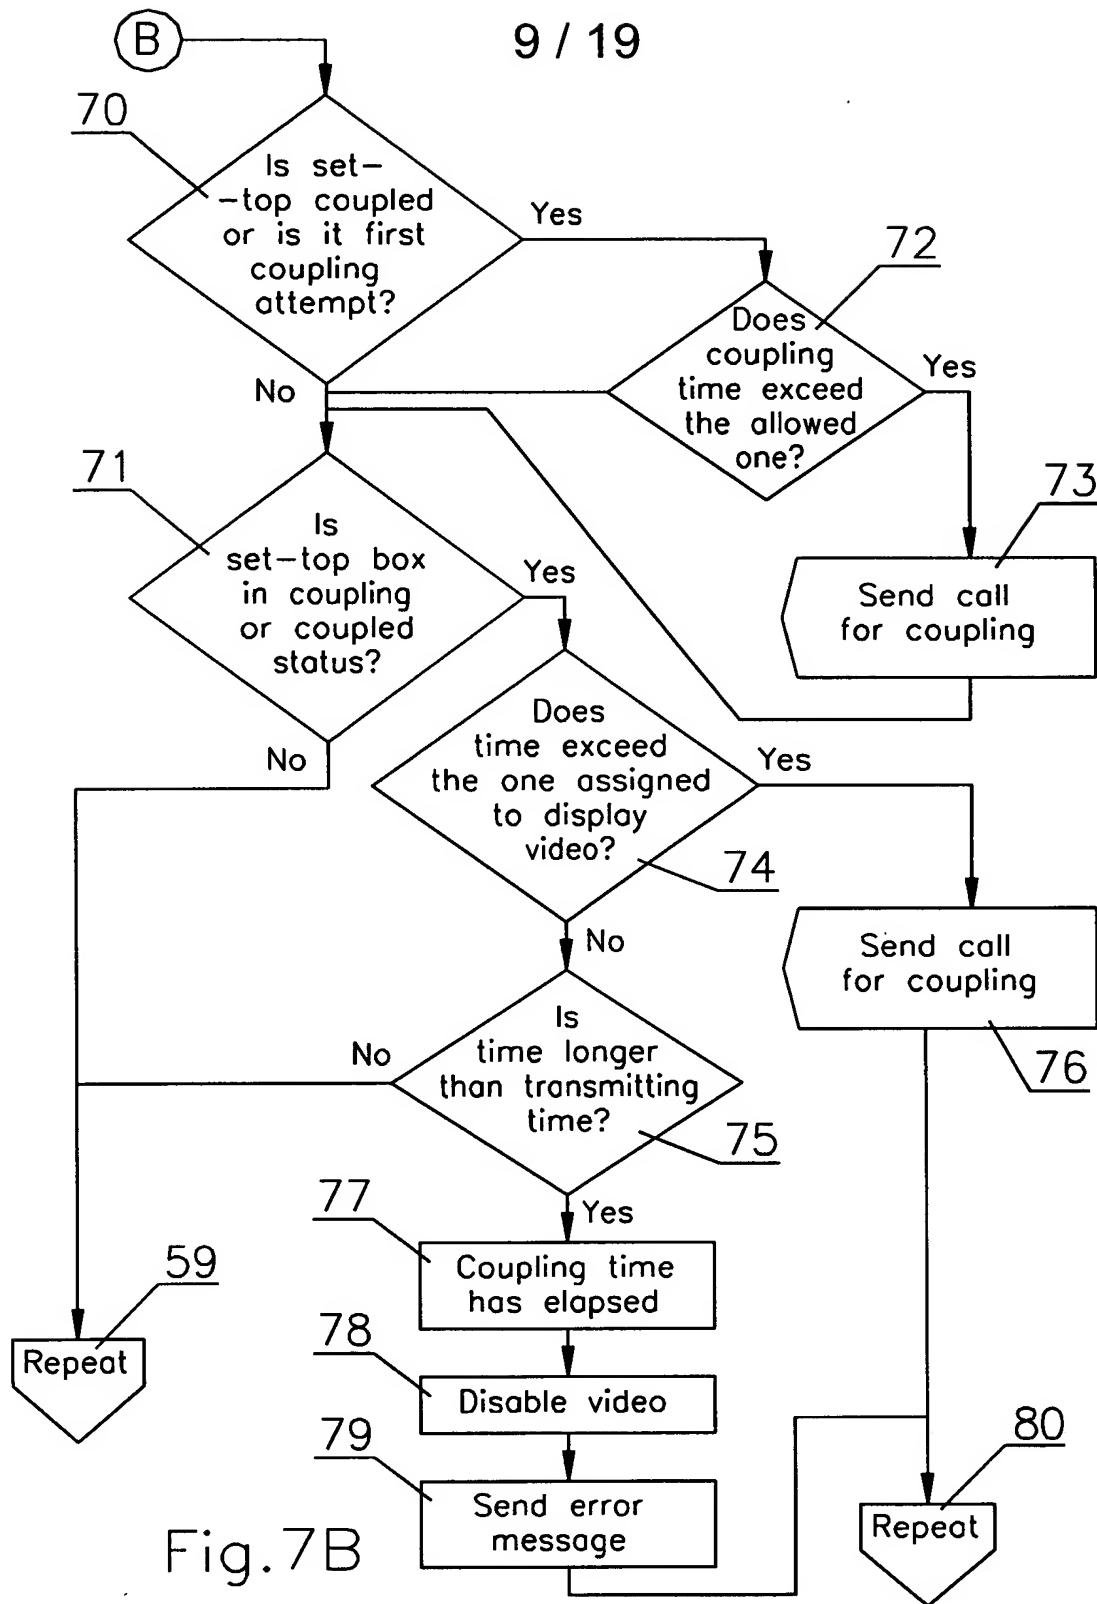 B
9 / 19
70
Is set-
-top coupled
or is it first
coupling
attempt?
Yes
No
72
Does
coupling
time exceed
the allowed
one?
Yes
73
Send call
for coupling
71
Is
set-top box
in coupling
or coupled
status?
Yes
No
Does
time exceed
the one assigned
to display
video?
Yes
74
No
Send call
for coupling
76
Is
time longer
than transmitting
time?
No
75
Yes
77
Coupling time
has elapsed
59
Repeat
78
Disable video
79
Send error
message
80
Repeat
Fig.7B